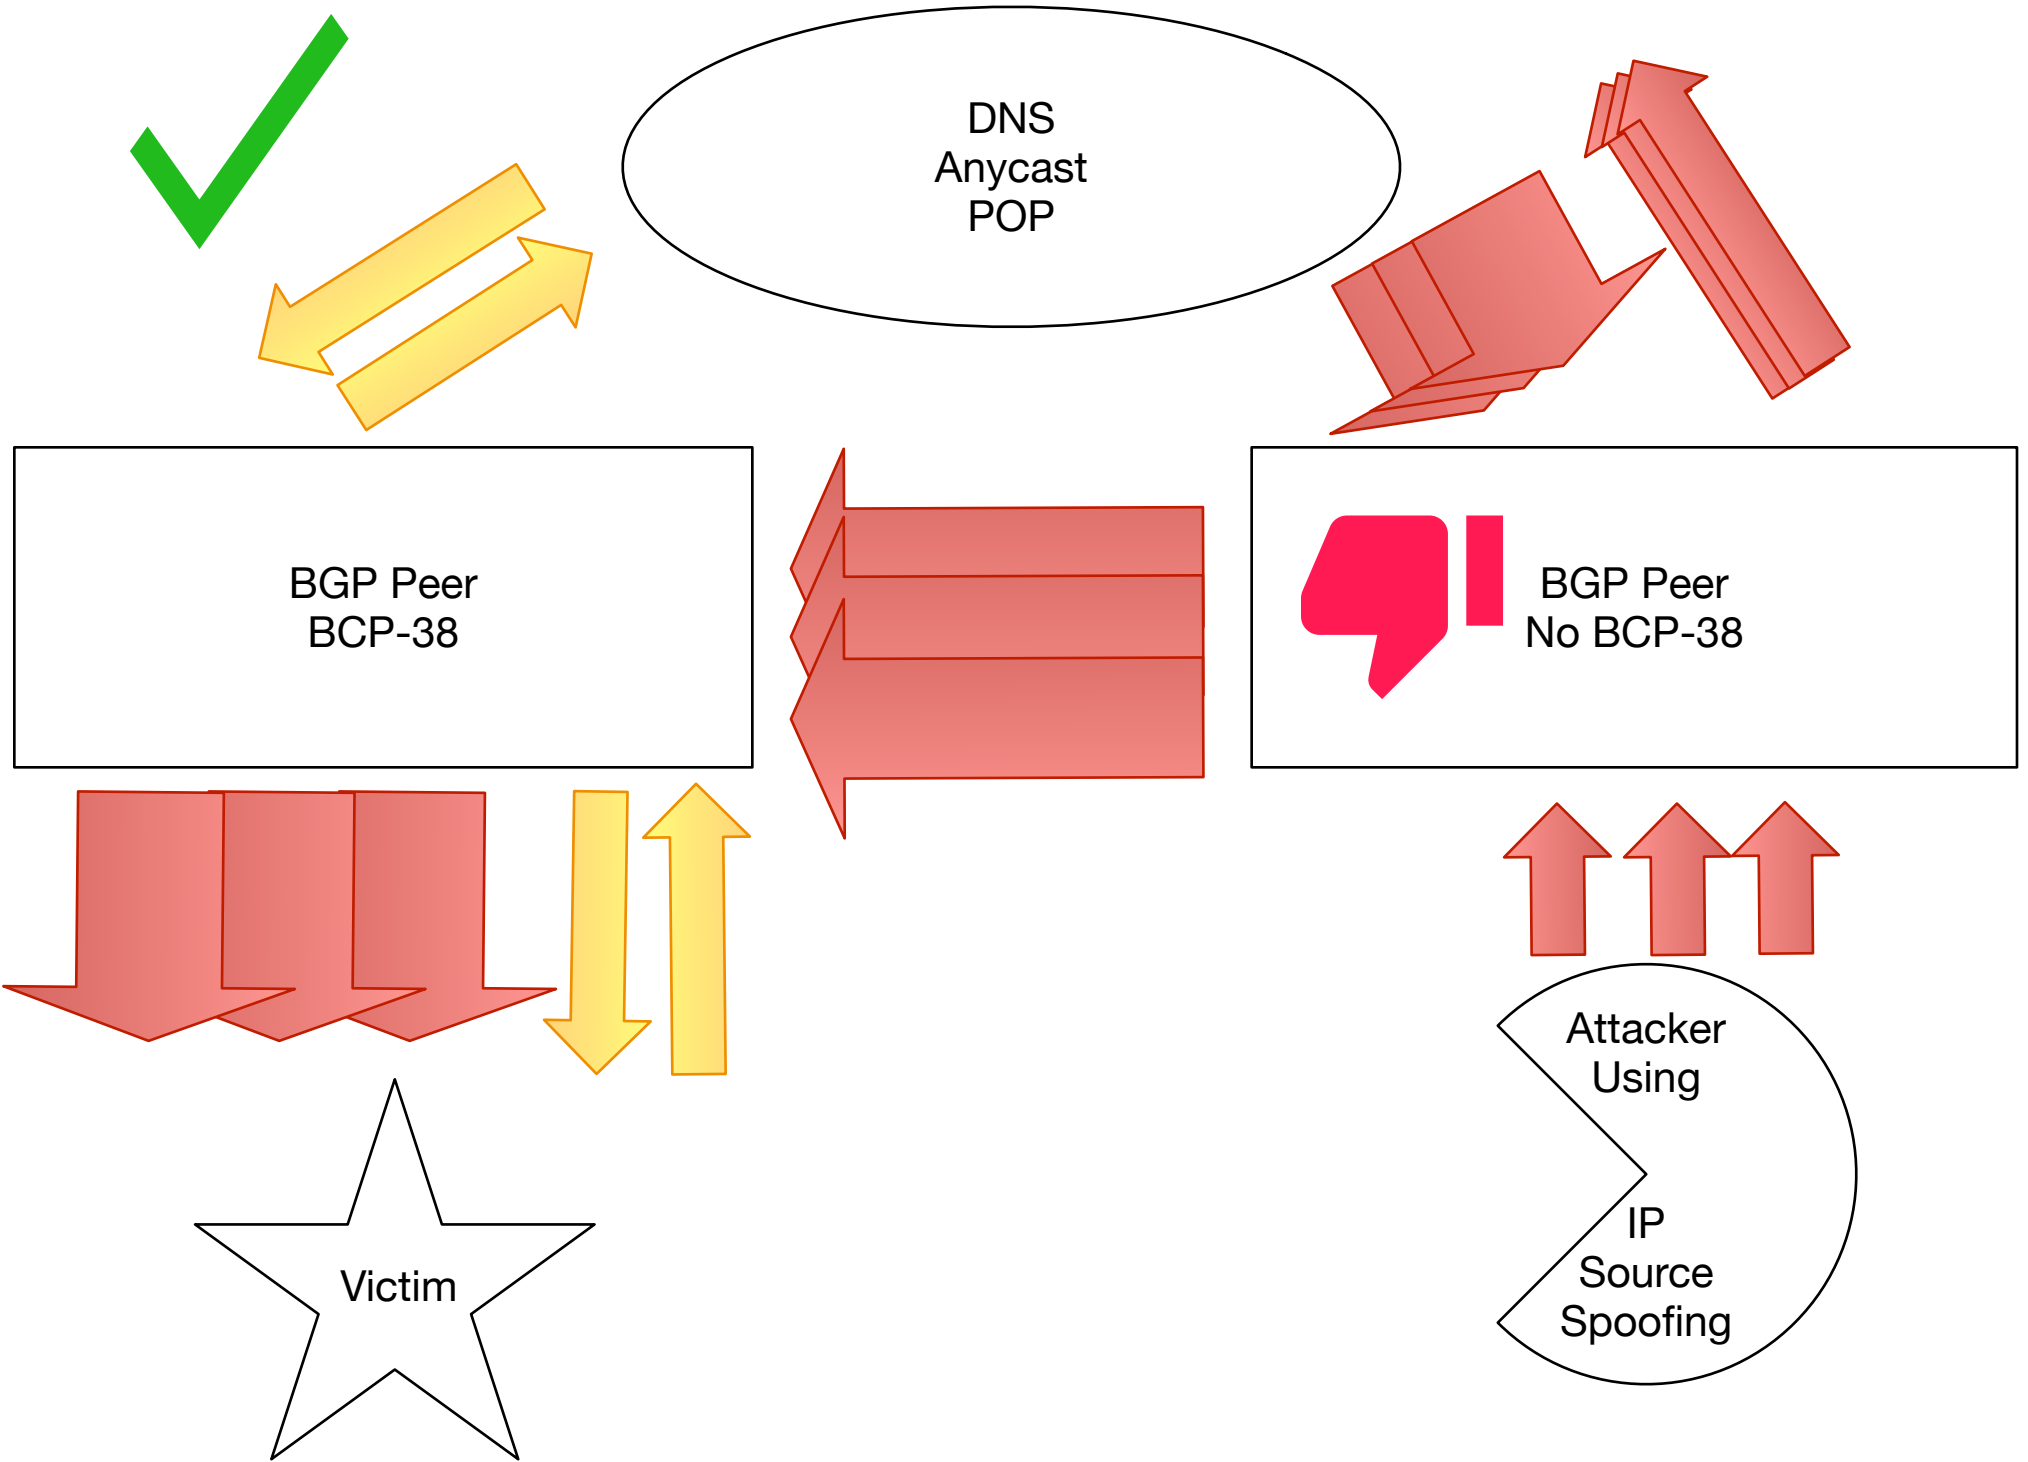 DNS
Anycast
POP
BGP Peer
BCP-38
BGP Peer
No BCP-38
Attacker
Using
IP
Source
Spoofing
Victim